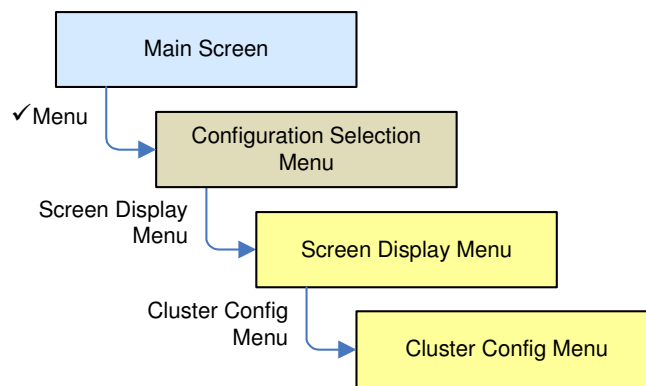 Main Screen
✓Menu
Configuration Selection
Menu
Screen Display
Menu
Screen Display Menu
Cluster Config
Menu
Cluster Config Menu